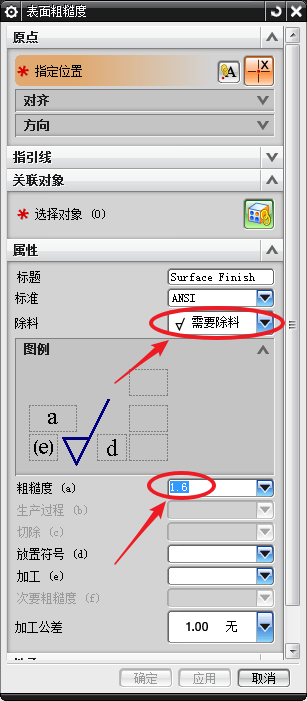 表面粗糙度
原点
指定位置
对齐
方向
指引线
关联对象
选择对象 (0)
属性
标题 Surface Finish
标准 ANSI
除料 需要除料
图例
a
(e) d
粗糙度 (a) 1.6
生产过程 (b)
切除 (c)
放置符号 (d)
加工 (e)
次要粗糙度 (f)
加工公差 1.00 无
确定 应用 取消